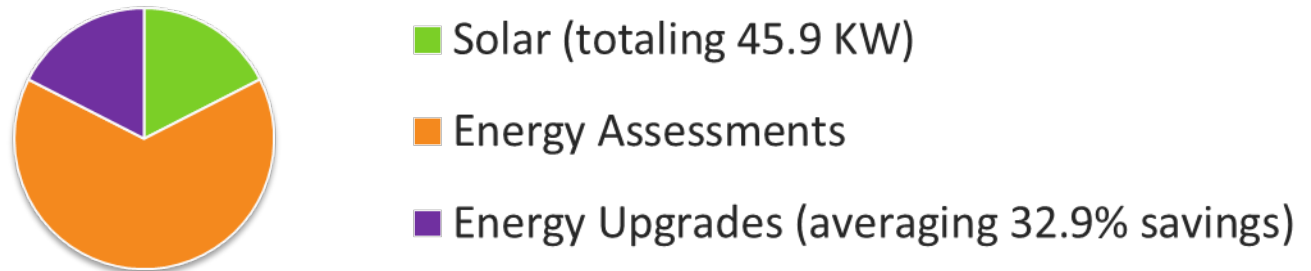 Solar (totaling 45.9 KW)
Energy Assessments
Energy Upgrades (averaging 32.9% savings)